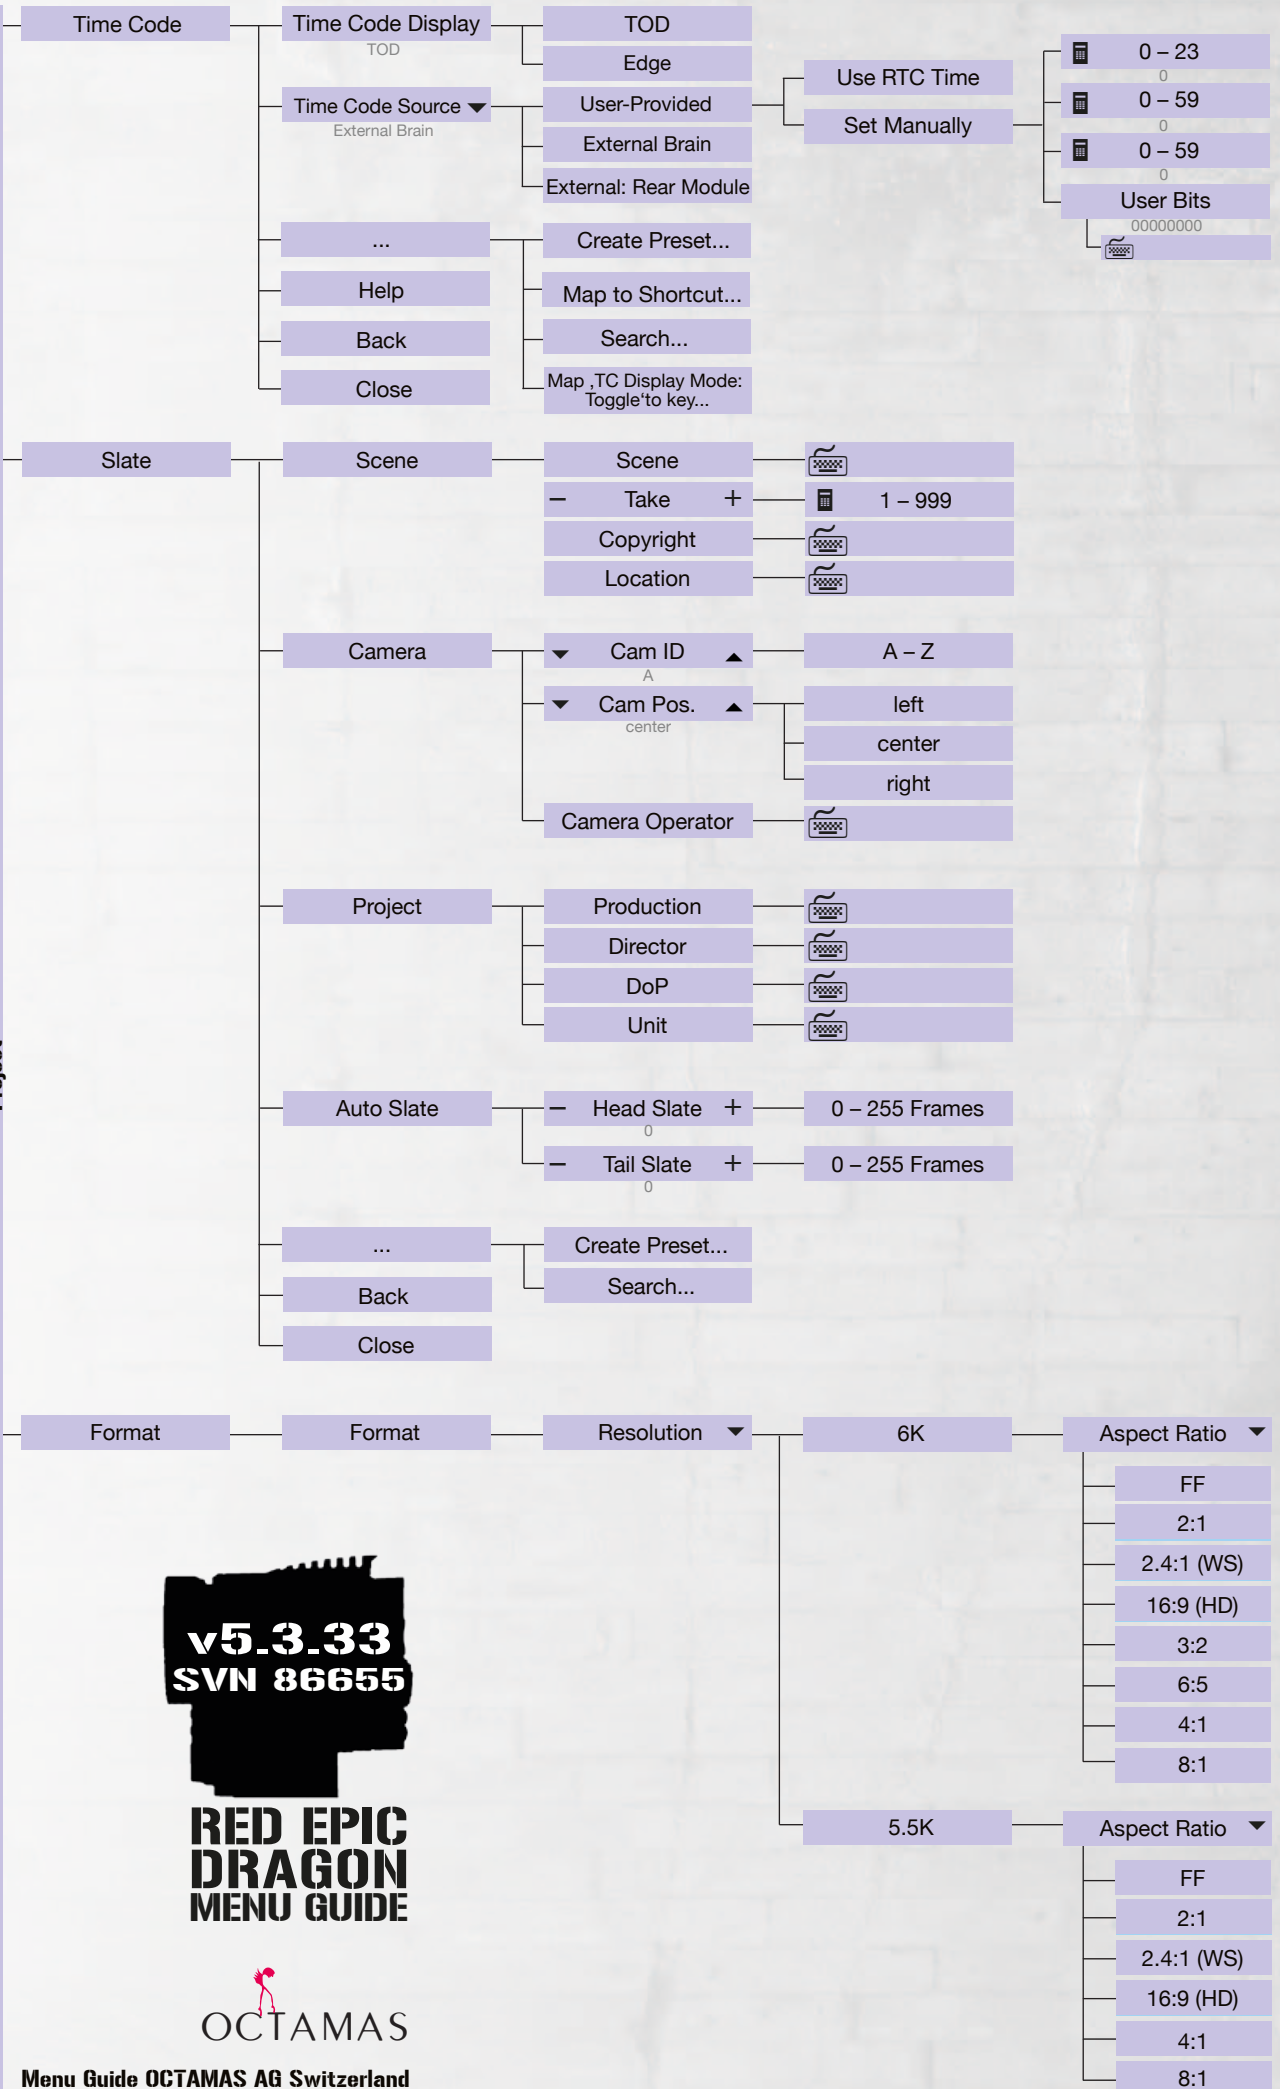 Time Code
Time Code Display
TOD
TOD
Edge
Time Code Source
External Brain
User-Provided
External Brain
External: Rear Module
Use RTC Time
Set Manually
0 – 23
0
0 – 59
0
0 – 59
0
User Bits
00000000
...
Create Preset...
Map to Shortcut...
Search...
Map ‚TC Display Mode:
Toggle‘to key...
Help
Back
Close
Slate
Scene
Scene
– Take +
1 – 999
Copyright
Location
Camera
Cam ID
A
A – Z
Cam Pos.
center
left
center
right
Camera Operator
Project
Project
Production
Director
DoP
Unit
Auto Slate
– Head Slate +
0
0 – 255 Frames
– Tail Slate +
0
0 – 255 Frames
...
Create Preset...
Search...
Back
Close
Format
Format
Resolution
6K
Aspect Ratio
FF
2:1
2.4:1 (WS)
16:9 (HD)
3:2
6:5
4:1
8:1
5.5K
Aspect Ratio
FF
2:1
2.4:1 (WS)
16:9 (HD)
4:1
8:1
v5.3.33
SVN 86655
RED EPIC
DRAGON
MENU GUIDE
OCTAMAS
Menu Guide OCTAMAS AG Switzerland